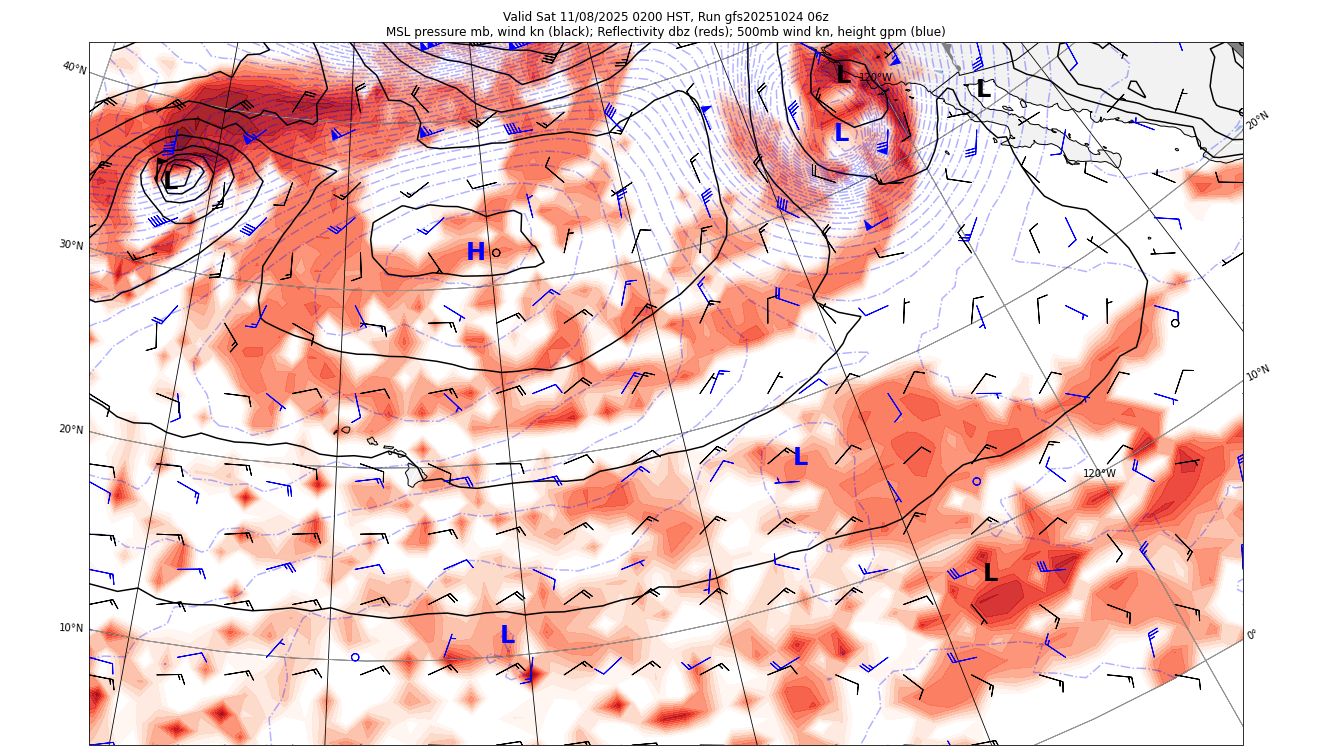 Valid Sat 11/08/2025 0200 HST, Run gfs20251024 06z
MSL pressure mb, wind kn (black); Reflectivity dbz (reds); 500mb wind kn, height gpm (blue)
40°N
L
120°W
L
20°N
L
L
30°N
H
10°N
20°N
L
120°W
L
10°N
L
0°